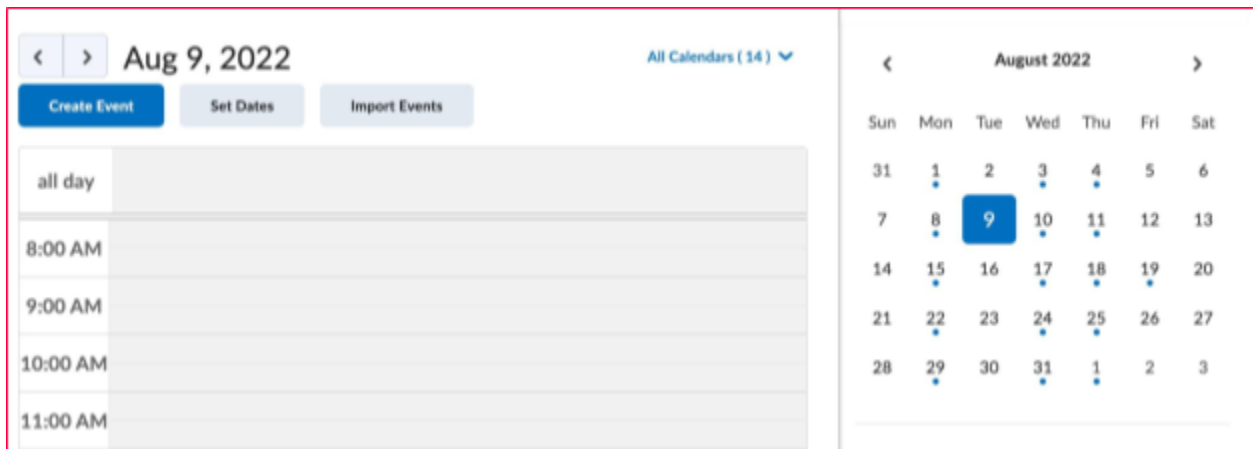 Aug 9, 2022
All Calendars ( 14 )
Create Event
Set Dates
Import Events
all day
8:00 AM
9:00 AM
10:00 AM
11:00 AM
August 2022
Sun Mon Tue Wed Thu Fri Sat
31 1 2 3 4 5 6
7 8 9 10 11 12 13
14 15 16 17 18 19 20
21 22 23 24 25 26 27
28 29 30 31 1 2 3